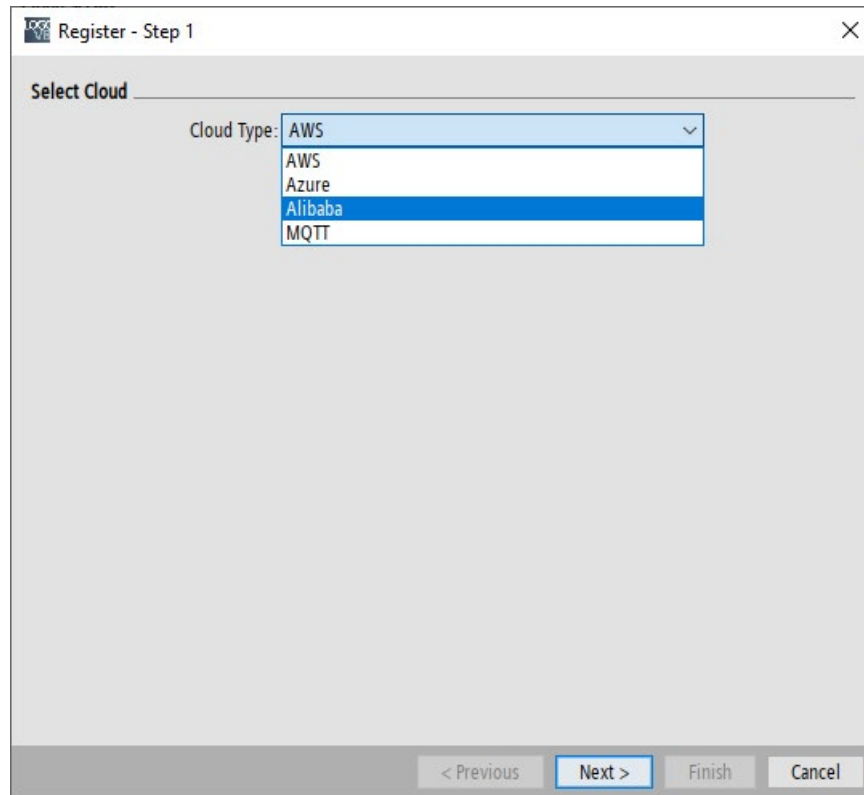 Register - Step 1
Select Cloud
Cloud Type: AWS
AWS
Azure
Alibaba
MQTT
< Previous Next > Finish Cancel